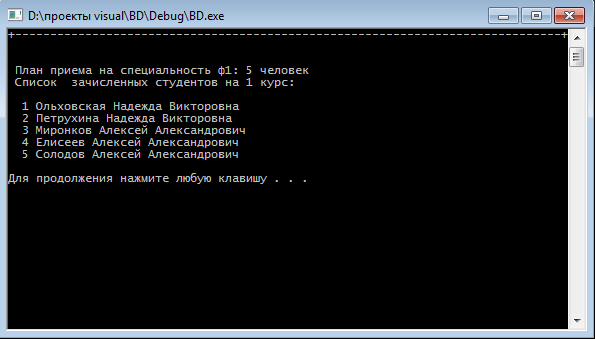 D:\проекты visual\BD\Debug\BD.exe
+------------------------------------------------------------------------------+
План приема на специальность ф1: 5 человек
Список  зачисленных студентов на 1 курс:
1 Ольховская Надежда Викторовна
2 Петрухина Надежда Викторовна
3 Миронков Алексей Александрович
4 Елисеев Алексей Александрович
5 Солодов Алексей Александрович
Для продолжения нажмите любую клавишу . . .